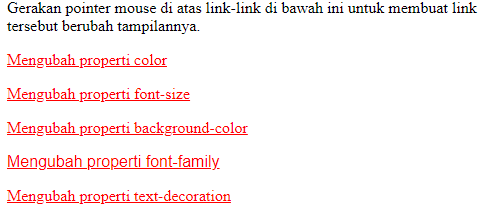 Gerakan pointer mouse di atas link-link di bawah ini untuk membuat link
tersebut berubah tampilannya.
Mengubah properti color
Mengubah properti font-size
Mengubah properti background-color
Mengubah properti font-family
Mengubah properti text-decoration